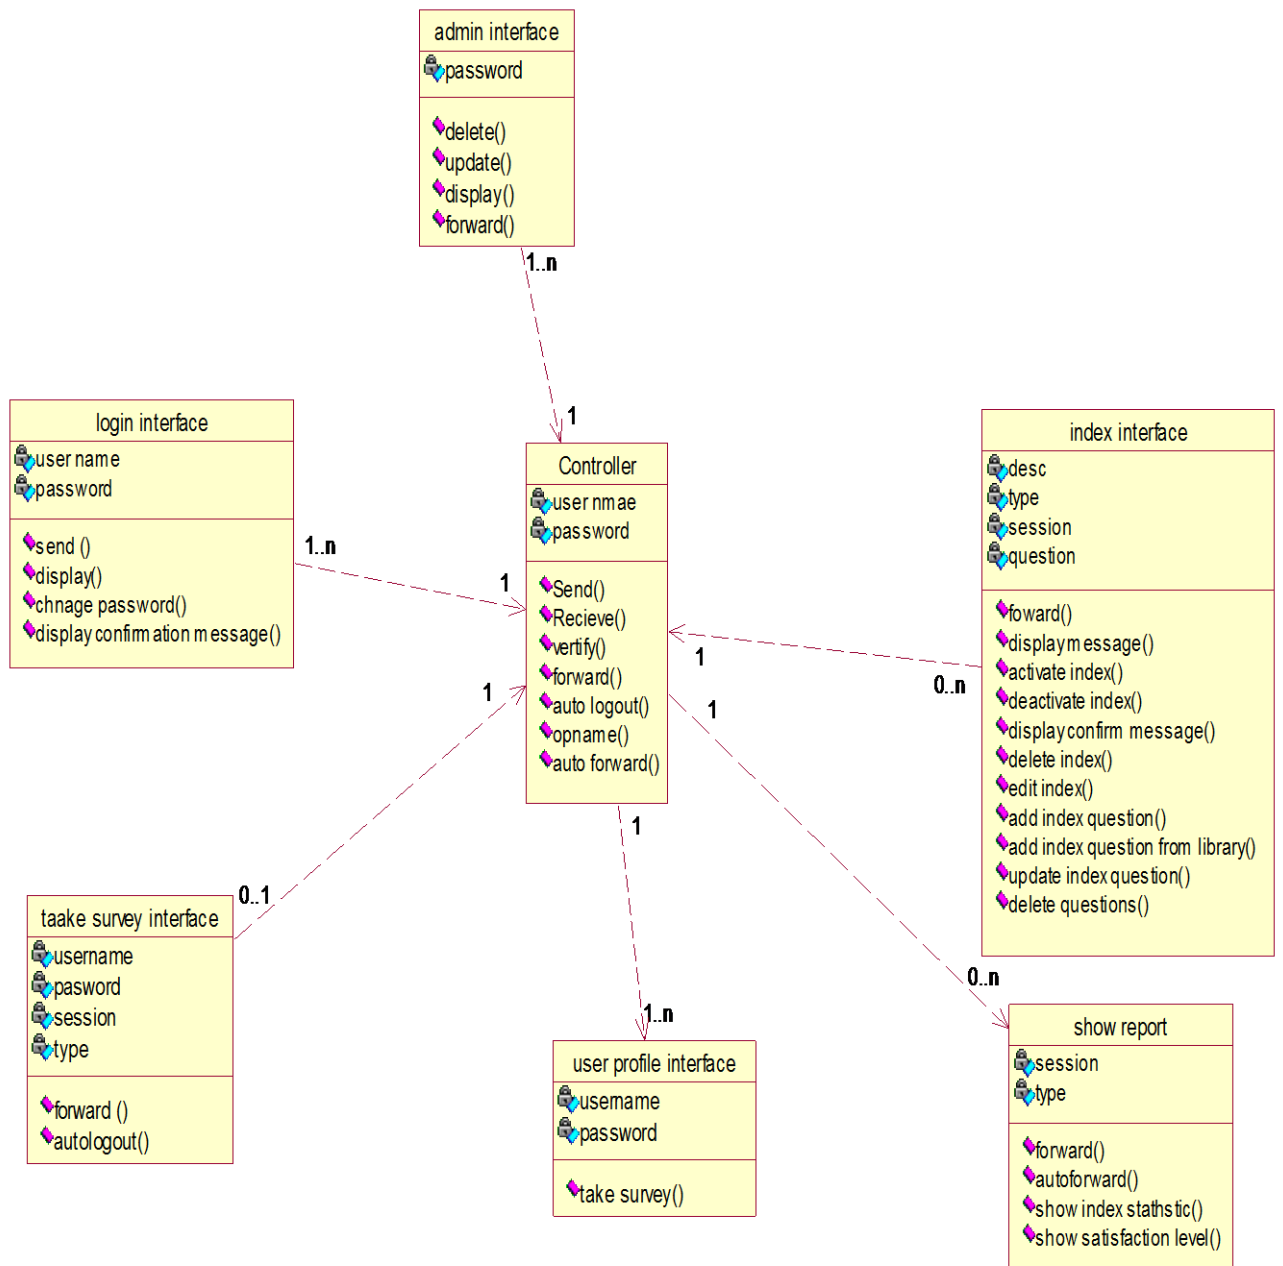 admin interface
password
delete()
update()
display()
forward()
1..n
1
login interface
user name
password
send ()
display()
chnage password()
display confirmation message()
1..n
1
Controller
user nmae
password
Send()
Recieve()
vertify()
forward()
auto logout()
opname()
auto forward()
index interface
desc
type
session
question
foward()
display message()
activate index()
deactivate index()
display confirm message()
delete index()
edit index()
add index question()
add index question from library()
update index question()
delete questions()
1
0..n
1
1
0..1
1
0..n
1..n
taake survey interface
username
pasword
session
type
forward ()
autologout()
user profile interface
username
password
take survey()
show report
session
type
forward()
autoforward()
show index stathstic()
show satisfaction level()